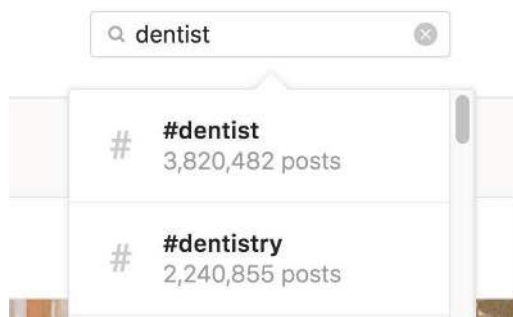 dentist
#dentist
3,820,482 posts
#dentistry
2,240,855 posts